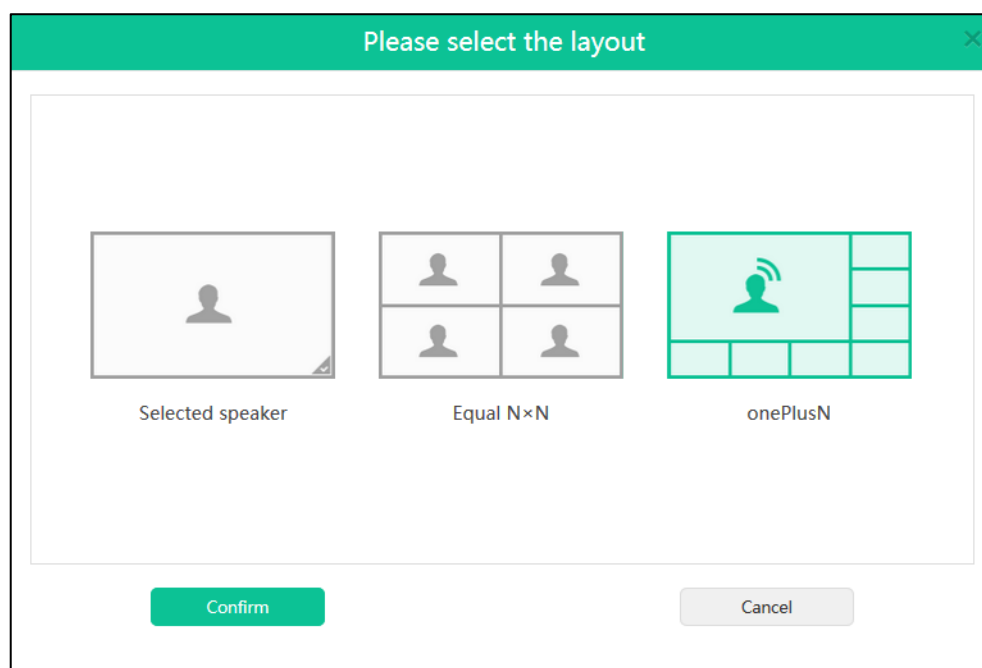 Please select the layout
Selected speaker
Equal N×N
onePlusN
Confirm
Cancel